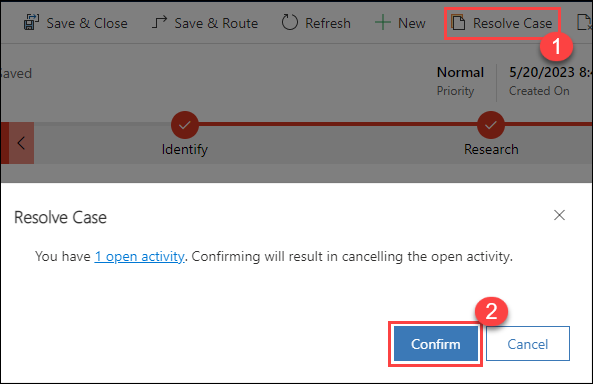 Save & Close Save & Route Refresh New Resolve Case
1
Saved
Normal 5/20/2023 8:4
Priority Created On
Identify Research
Resolve Case
You have 1 open activity. Confirming will result in cancelling the open activity.
2
Confirm Cancel